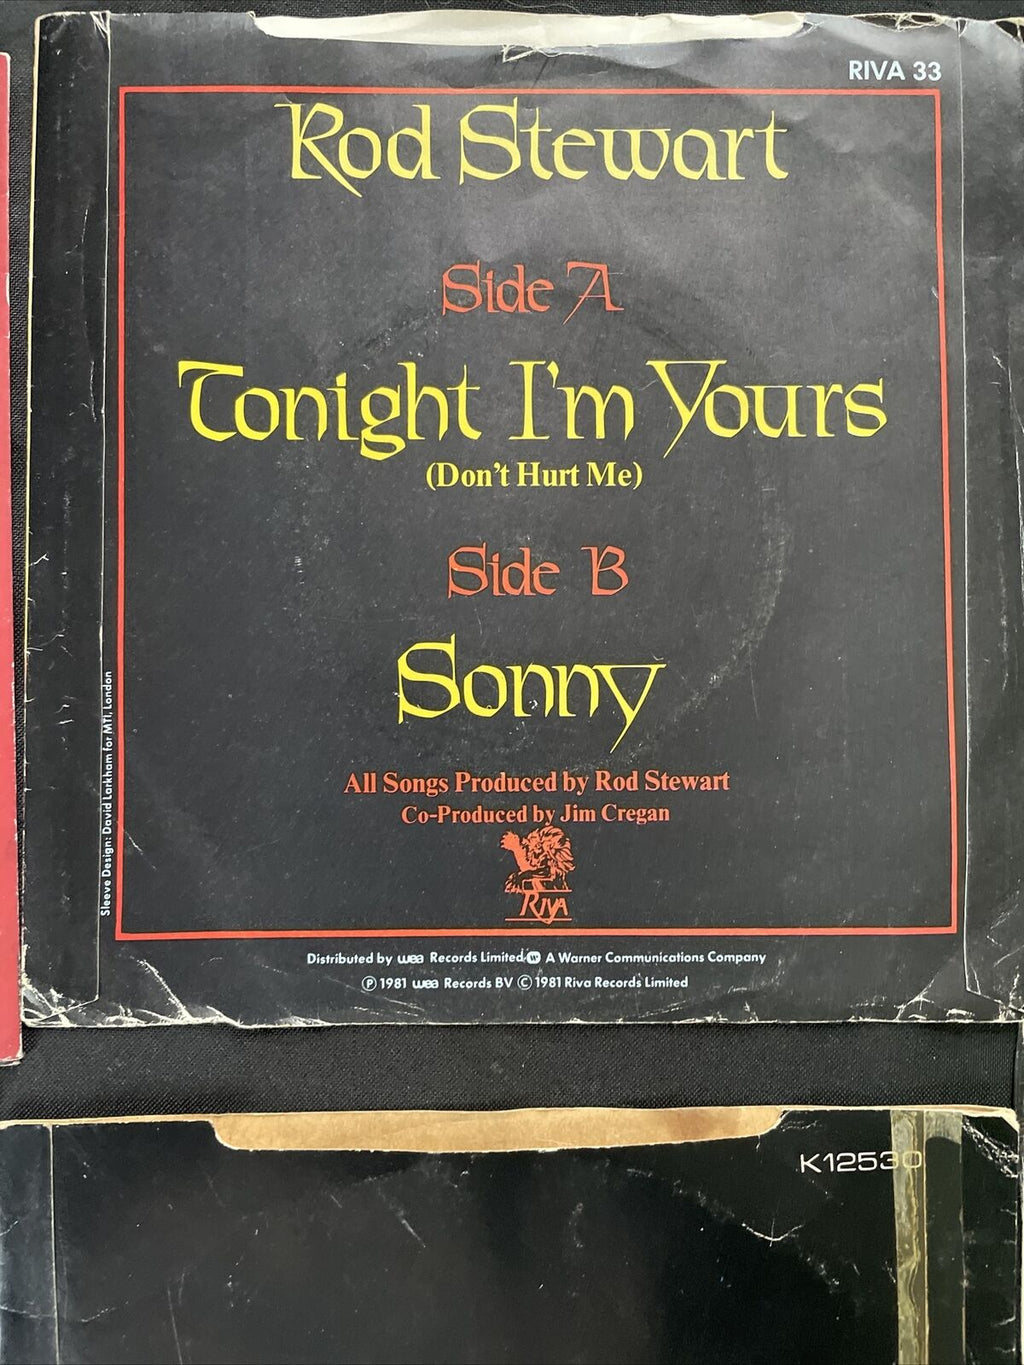 RIVA 33
Rod Stewart
Side A
Tonight I'm Yours
(Don't Hurt Me)
Side B
Sonny
All Songs Produced by Rod Stewart
Co-Produced by Jim Cregan
RIVA
Sleeve Design: David Larkham for MTI, London
Distributed by wea Records Limited W A Warner Communications Company
℗ 1981 wea Records BV © 1981 Riva Records Limited
K12530